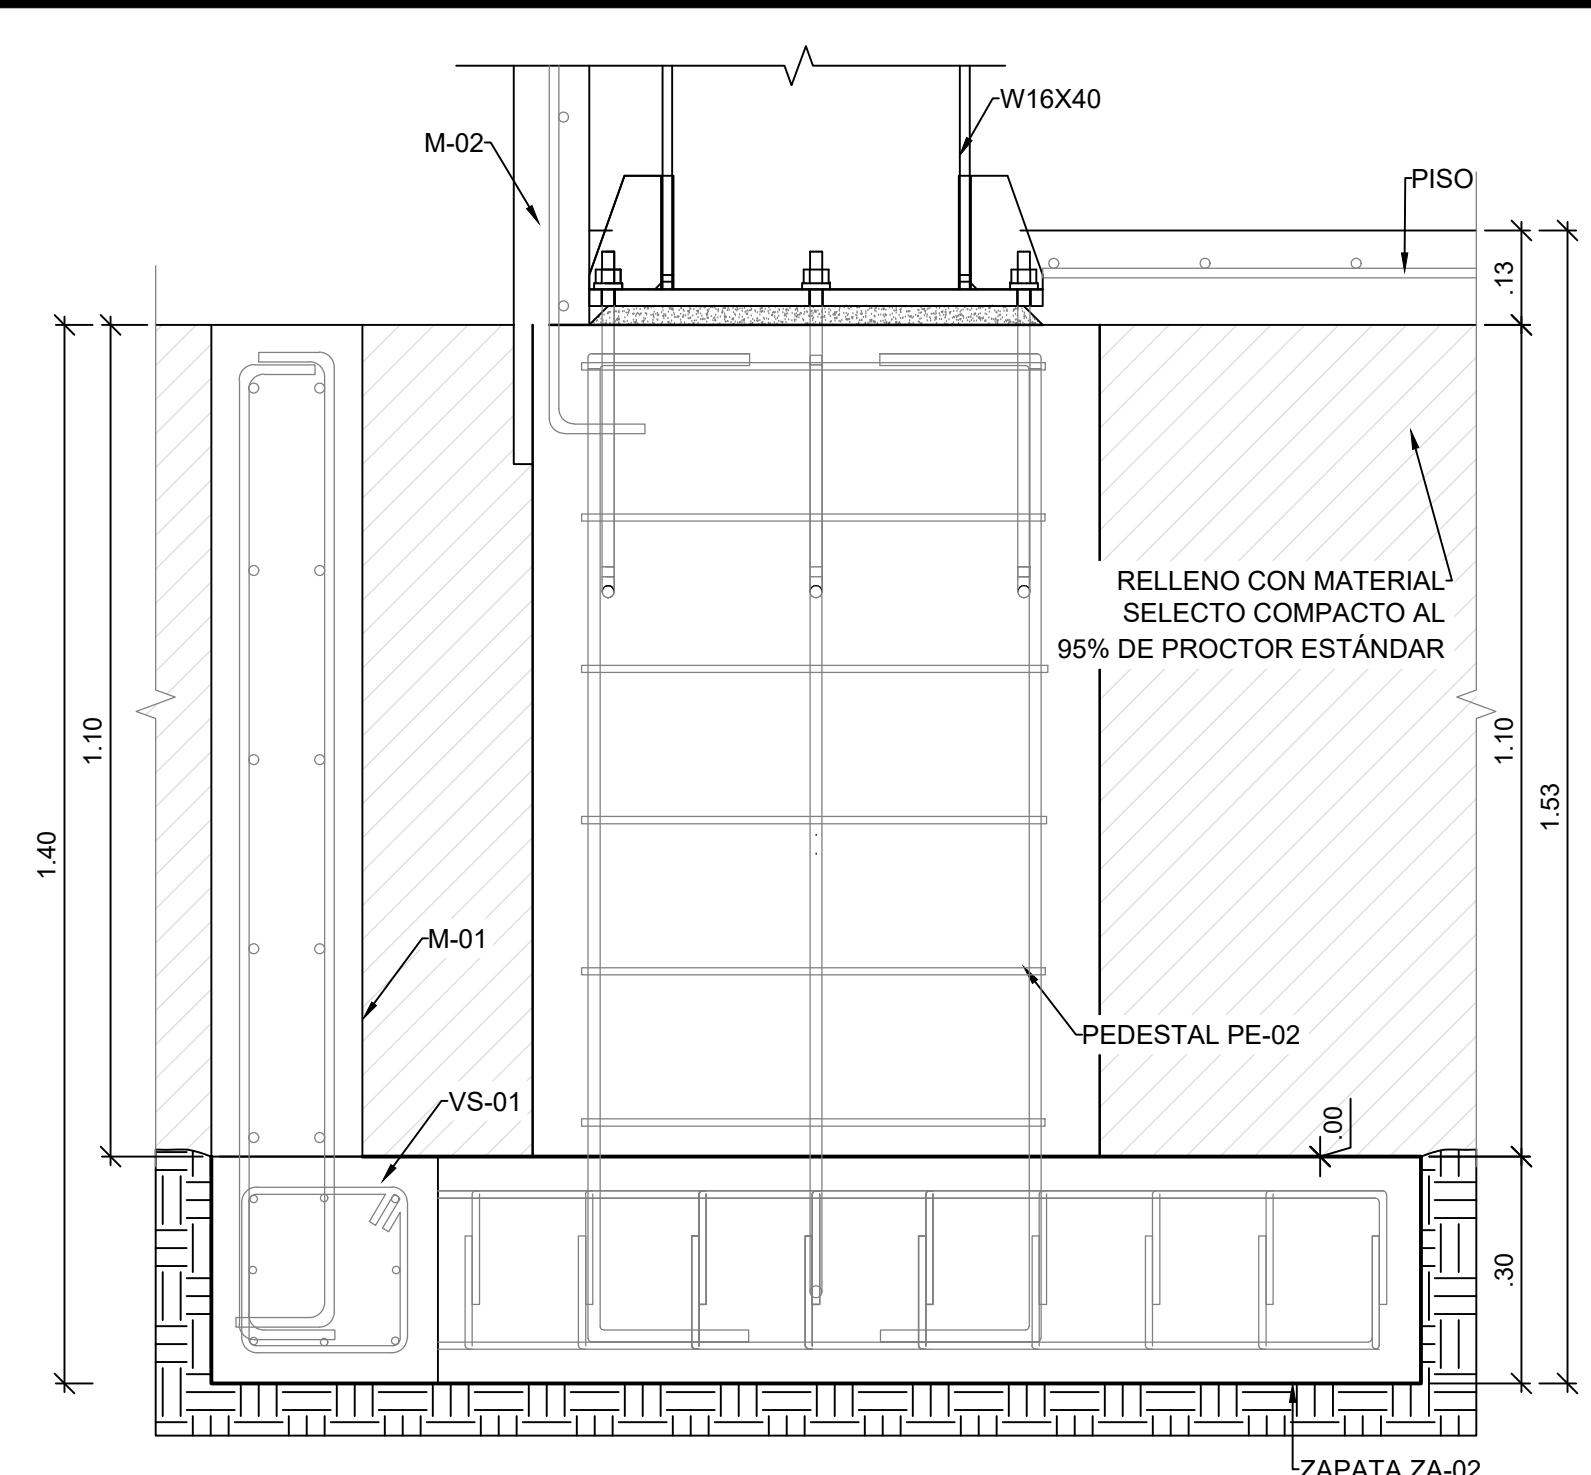 W16X40
M-02
PISO
.13
RELLENO CON MATERIAL
SELECTO COMPACTO AL
95% DE PROCTOR ESTÁNDAR
1.10
1.10
1.53
1.40
M-01
PEDESTAL PE-02
VS-01
.00
.30
ZAPATA ZA-02